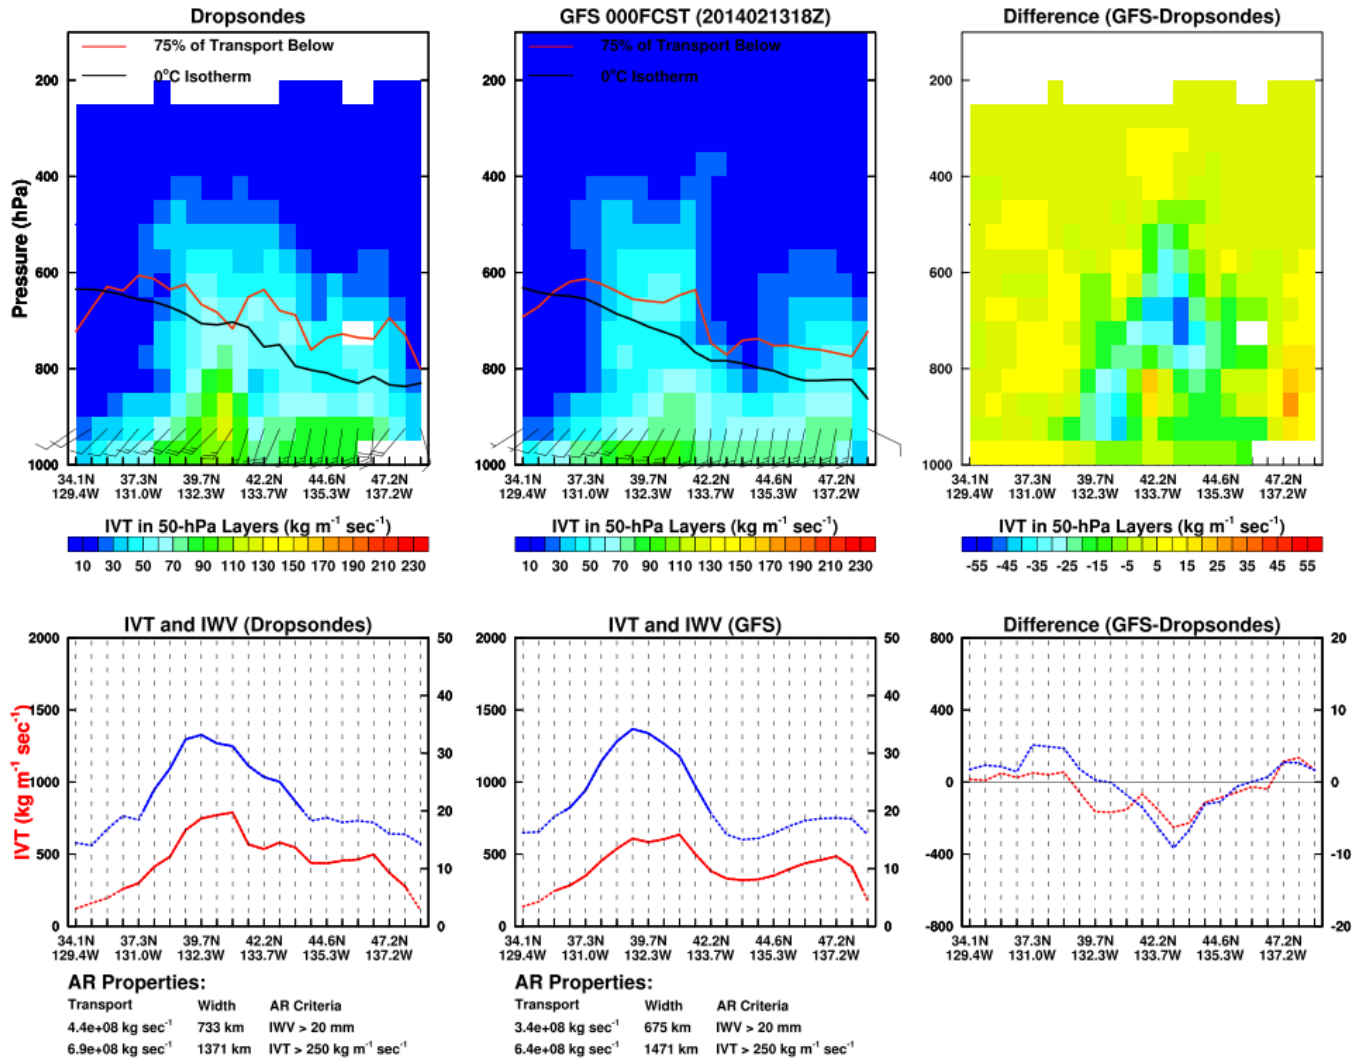 Dropsondes
GFS 000FCST (2014021318Z)
Difference (GFS-Dropsondes)
75% of Transport Below
0°C Isotherm
75% of Transport Below
0°C Isotherm
Pressure (hPa)
200
400
600
800
1000
200
400
600
800
1000
200
400
600
800
1000
34.1N 37.3N 39.7N 42.2N 44.6N 47.2N
129.4W 131.0W 132.3W 133.7W 135.3W 137.2W
34.1N 37.3N 39.7N 42.2N 44.6N 47.2N
129.4W 131.0W 132.3W 133.7W 135.3W 137.2W
34.1N 37.3N 39.7N 42.2N 44.6N 47.2N
129.4W 131.0W 132.3W 133.7W 135.3W 137.2W
IVT in 50-hPa Layers (kg m⁻¹ sec⁻¹)
10 30 50 70 90 110 130 150 170 190 210 230
IVT in 50-hPa Layers (kg m⁻¹ sec⁻¹)
10 30 50 70 90 110 130 150 170 190 210 230
IVT in 50-hPa Layers (kg m⁻¹ sec⁻¹)
-55 -45 -35 -25 -15 -5 5 15 25 35 45 55
IVT and IWV (Dropsondes)
IVT and IWV (GFS)
Difference (GFS-Dropsondes)
IVT (kg m⁻¹ sec⁻¹)
2000
1500
1000
500
0
50
40
30
20
10
0
2000
1500
1000
500
0
50
40
30
20
10
0
800
400
0
-400
-800
20
10
0
-10
-20
34.1N 37.3N 39.7N 42.2N 44.6N 47.2N
129.4W 131.0W 132.3W 133.7W 135.3W 137.2W
34.1N 37.3N 39.7N 42.2N 44.6N 47.2N
129.4W 131.0W 132.3W 133.7W 135.3W 137.2W
34.1N 37.3N 39.7N 42.2N 44.6N 47.2N
129.4W 131.0W 132.3W 133.7W 135.3W 137.2W
AR Properties:
Transport Width AR Criteria
4.4e+08 kg sec⁻¹ 733 km IWV > 20 mm
6.9e+08 kg sec⁻¹ 1371 km IVT > 250 kg m⁻¹ sec⁻¹
AR Properties:
Transport Width AR Criteria
3.4e+08 kg sec⁻¹ 675 km IWV > 20 mm
6.4e+08 kg sec⁻¹ 1471 km IVT > 250 kg m⁻¹ sec⁻¹